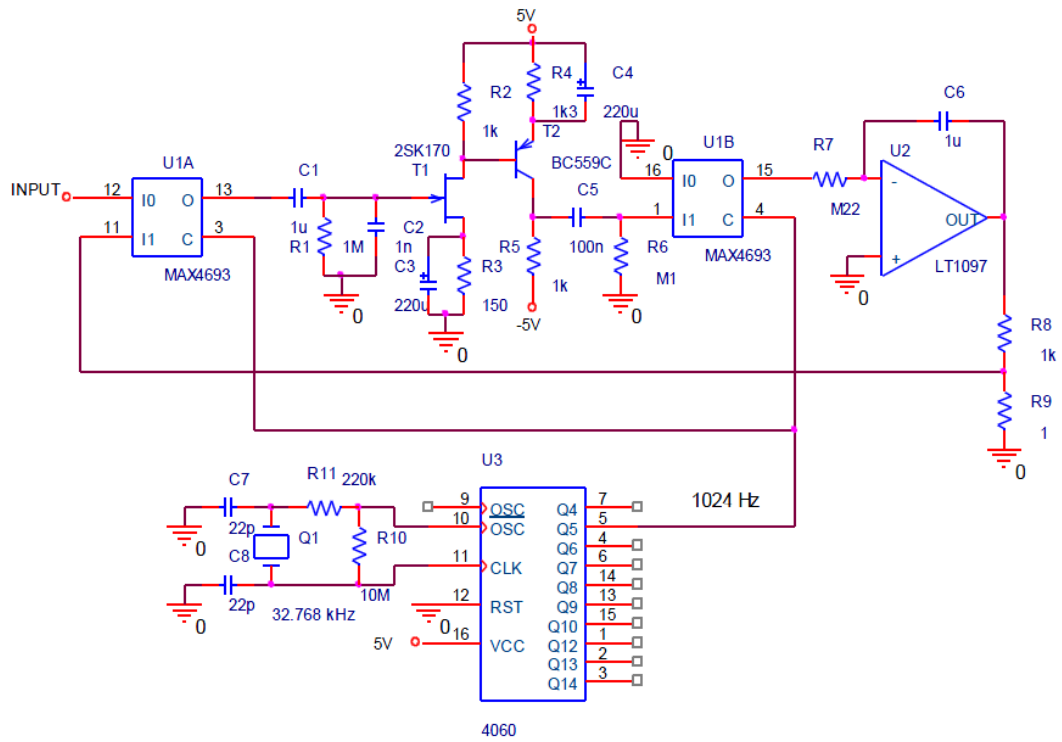 5V
R4
C4
R2
1k3
220u
C6
1k
T2
0
U1B
R7
1u
U2
2SK170
BC559C
U1A
C1
T1
C5
16
I0
O
15
-
INPUT
12
I0
O
13
1
I1
C
4
M22
OUT
11
I1
C
3
1u
R1
1M
C2
1n
C3
R5
100n
R6
MAX4693
+
LT1097
MAX4693
R3
M1
0
220u
150
1k
0
0
-5V
0
R8
1k
R9
1
U3
0
C7
R11
220k
1024 Hz
9
OSC
Q4
7
22p
10
OSC
Q5
5
0
Q1
R10
Q6
4
C8
11
CLK
Q7
6
Q8
14
22p
10M
12
RST
Q9
13
0
32.768 kHz
0
Q10
15
5V
16
VCC
Q12
1
Q13
2
Q14
3
4060